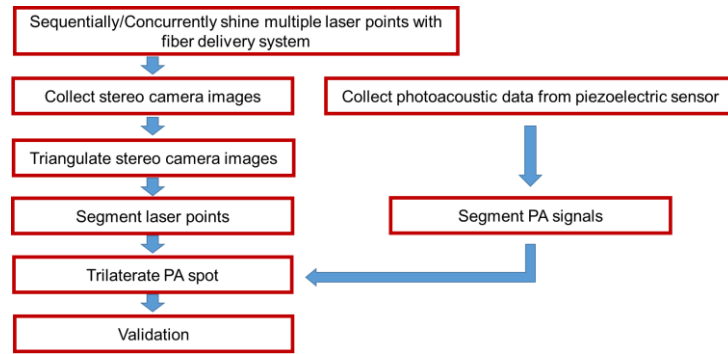 Sequentially/Concurrently shine multiple laser points with
fiber delivery system
Collect stereo camera images
Collect photoacoustic data from piezoelectric sensor
Triangulate stereo camera images
Segment laser points
Segment PA signals
Trilaterate PA spot
Validation